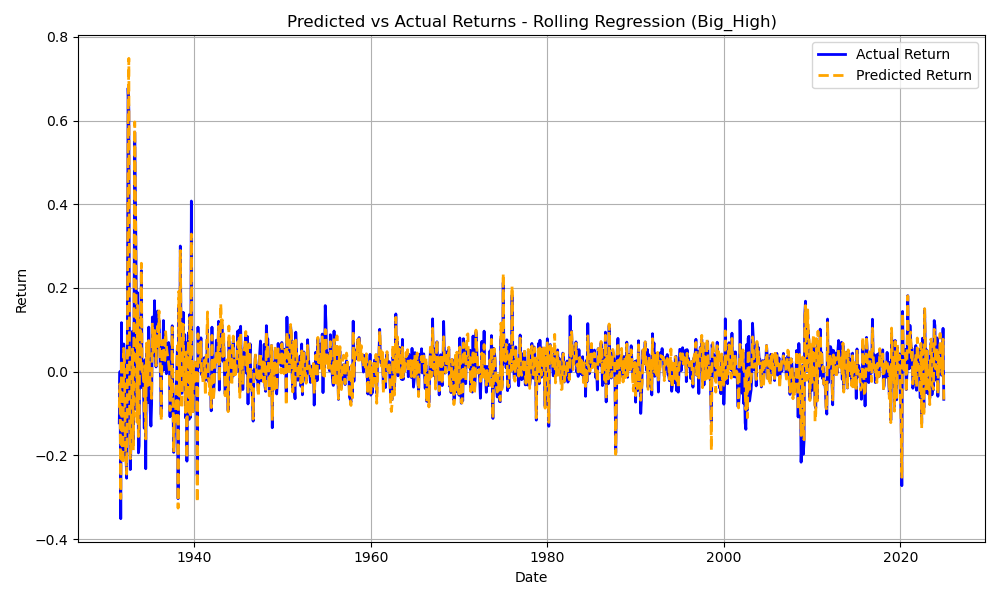 Predicted vs Actual Returns - Rolling Regression (Big_High)
Actual Return
Predicted Return
0.8
0.6
0.4
0.2
0.0
−0.2
−0.4
Return
1940 1960 1980 2000 2020
Date